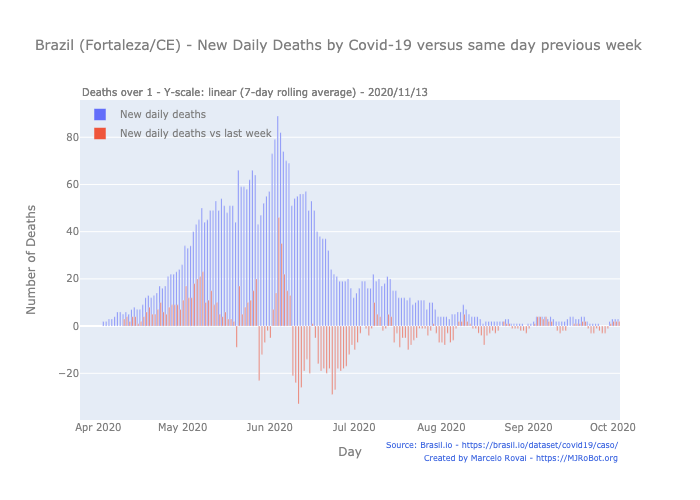 Brazil (Fortaleza/CE) - New Daily Deaths by Covid-19 versus same day previous week
Deaths over 1 - Y-scale: linear (7-day rolling average) - 2020/11/13
New daily deaths
New daily deaths vs last week
80
60
40
20
0
−20
Number of Deaths
Apr 2020
May 2020
Jun 2020
Jul 2020
Aug 2020
Sep 2020
Oct 2020
Day
Source: Brasil.io - https://brasil.io/dataset/covid19/caso/
Created by Marcelo Rovai - https://MJRoBot.org